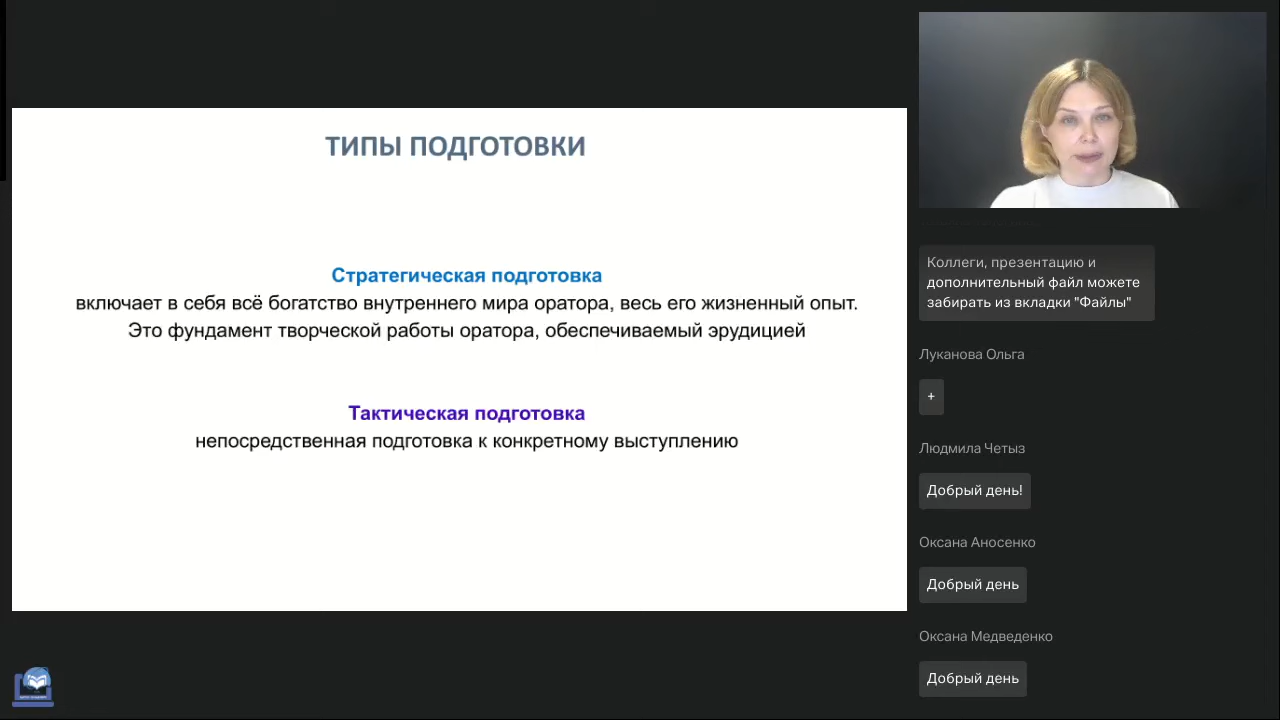 ТИПЫ ПОДГОТОВКИ
Стратегическая подготовка
включает в себя всё богатство внутреннего мира оратора, весь его жизненный опыт.
Это фундамент творческой работы оратора, обеспечиваемый эрудицией
Тактическая подготовка
непосредственная подготовка к конкретному выступлению
Коллеги, презентацию и
дополнительный файл можете
забирать из вкладки "Файлы"
Луканова Ольга
+
Людмила Четыз
Добрый день!
Оксана Аносенко
Добрый день
Оксана Медведенко
Добрый день